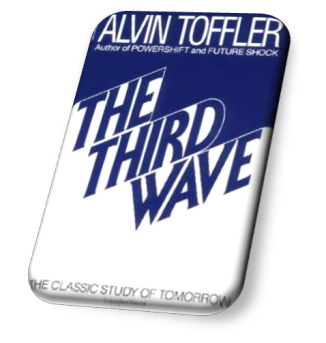 ALVIN TOFFLER
Author of POWERSHIFT and FUTURE SHOCK
THE
THIRD
WAVE
THE CLASSIC STUDY OF TOMORROW